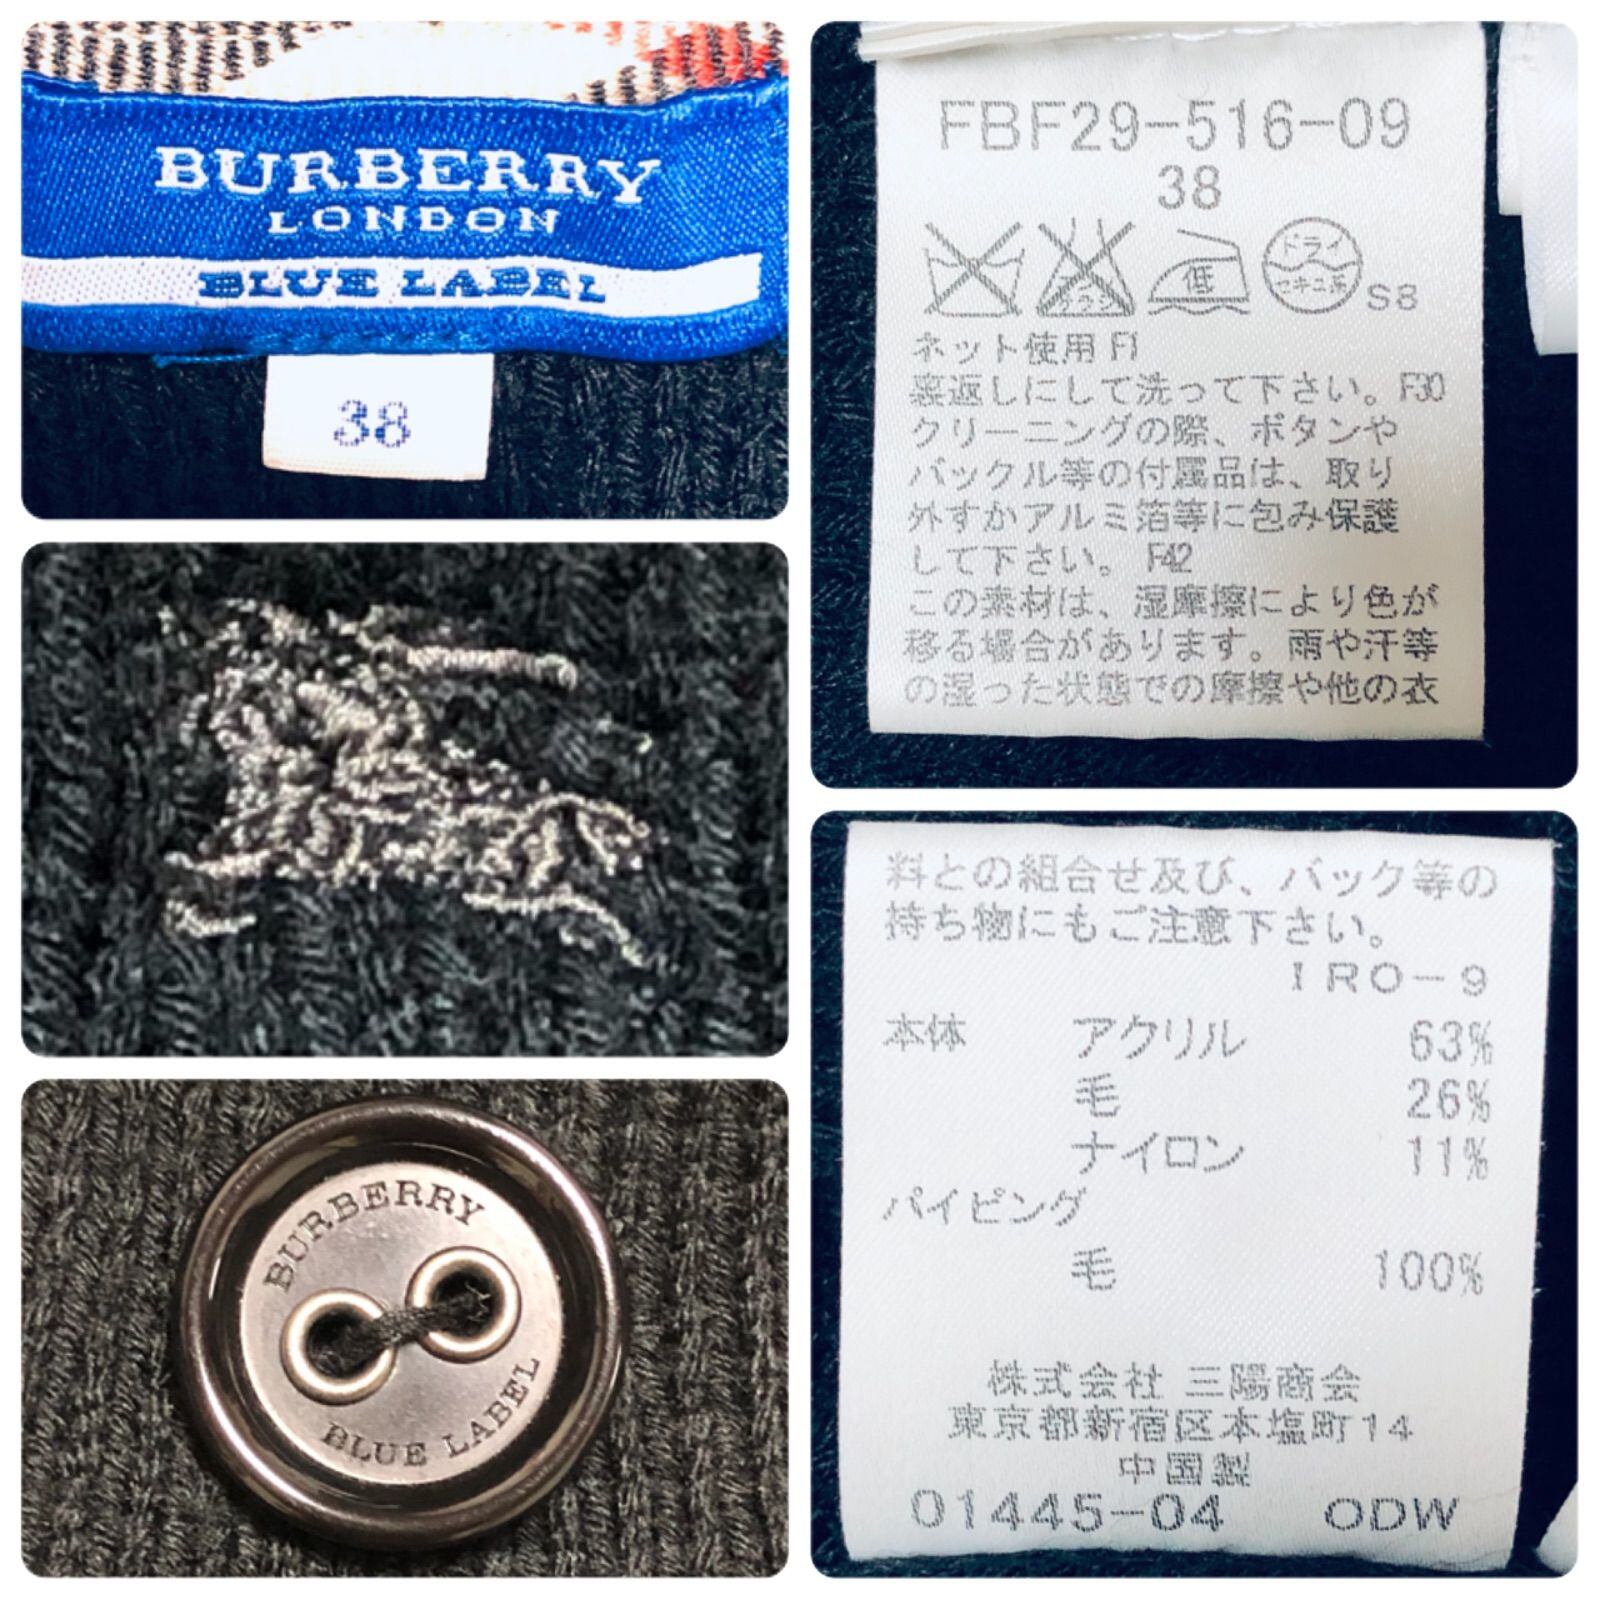 BURBERRY
LONDON
BLUE LABEL
38
BURBERRY
BLUE LABEL
FBF29-516-09
38
ドライ
セキユ系
低
S8
ネット使用 F1
裏返しにして洗って下さい。F30
クリーニングの際、ボタンや
バックル等の付属品は、取り
外すかアルミ箔等に包み保護
して下さい。 F42
この素材は、湿摩擦により色が
移る場合があります。雨や汗等
の湿った状態での摩擦や他の衣
料との組合せ及び、バック等の
持ち物にもご注意下さい。
IRO-9
本体 アクリル 63%
毛 26%
ナイロン 11%
パイピング
毛 100%
株式会社 三陽商会
東京都新宿区本塩町14
中国製
01445-04 ODW